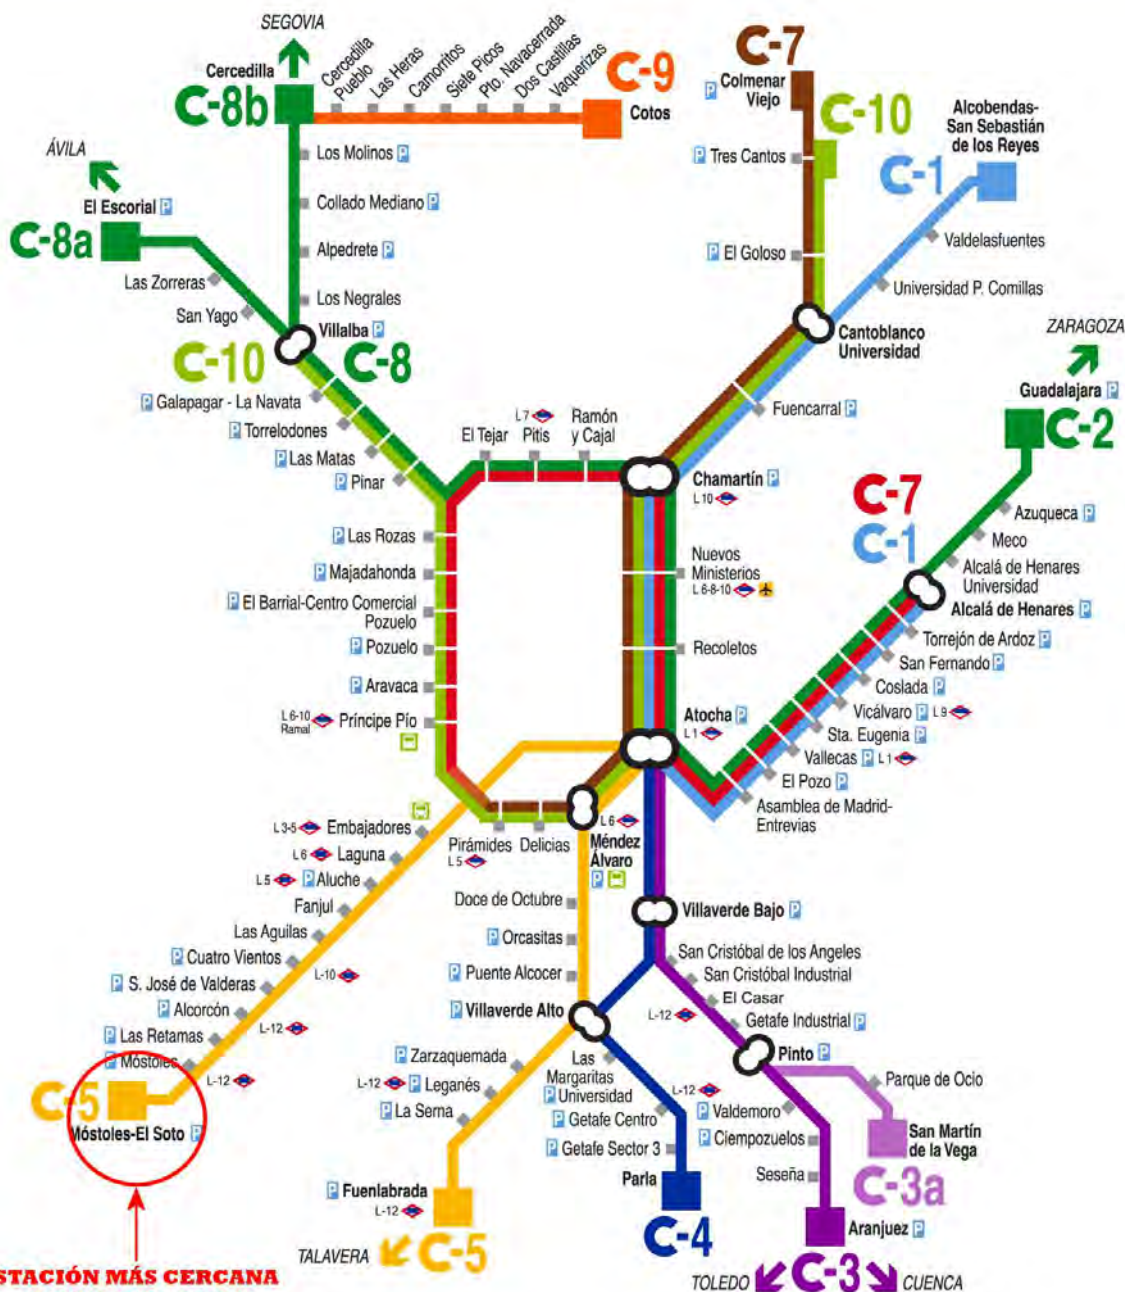 SEGOVIA
Cercedilla
C-8b
Cercedilla
Pueblo
Las Heras
Camorritos
Siete Picos
Pto. Navacerrada
Dos Castillas
Vaquerizas
C-9
Cotos
C-7
Colmenar
Viejo
C-10
Tres Cantos
El Goloso
Alcobendas-
San Sebastián
de los Reyes
C-1
Valdelasfuentes
Universidad P. Comillas
Cantoblanco
Universidad
Fuencarral
ÁVILA
El Escorial
C-8a
Las Zorreras
San Yago
Los Molinos
Collado Mediano
Alpedrete
Los Negrales
Villalba
C-10
C-8
Galapagar - La Navata
Torrelodones
Las Matas
Pinar
Las Rozas
Majadahonda
El Barrial-Centro Comercial
Pozuelo
Pozuelo
Aravaca
L 6-10
Ramal
Príncipe Pío
El Tejar
L 7
Pitis
Ramón
y Cajal
Chamartín
L 10
Nuevos
Ministerios
L 6-8-10
Recoletos
Atocha
L 1
ZARAGOZA
Guadalajara
C-2
Azuqueca
Meco
Alcalá de Henares
Universidad
C-7
C-1
Alcalá de Henares
Torrejón de Ardoz
San Fernando
Coslada
Vicálvaro
L 9
Sta. Eugenia
Vallecas
L 1
El Pozo
Asamblea de Madrid-
Entrevias
L 3-5
Embajadores
L 6
Laguna
L 5
Aluche
Fanjul
Las Aguilas
Cuatro Vientos
L-10
S. José de Valderas
Alcorcón
L-12
Las Retamas
Móstoles
L-12
C-5
Móstoles-El Soto
Pirámides
L 5
Delicias
L 6
Méndez
Álvaro
Doce de Octubre
Orcasitas
Puente Alcocer
Villaverde Alto
Zarzaquemada
L-12
Leganés
La Serna
Fuenlabrada
L-12
TALAVERA
C-5
Las
Margaritas
Universidad
Getafe Centro
L-12
Getafe Sector 3
Parla
C-4
Villaverde Bajo
San Cristóbal de los Angeles
San Cristóbal Industrial
El Casar
L-12
Getafe Industrial
Pinto
Valdemoro
Ciempozuelos
Seseña
Parque de Ocio
San Martín
de la Vega
C-3a
Aranjuez
TOLEDO
C-3
CUENCA
STACIÓN MÁS CERCANA